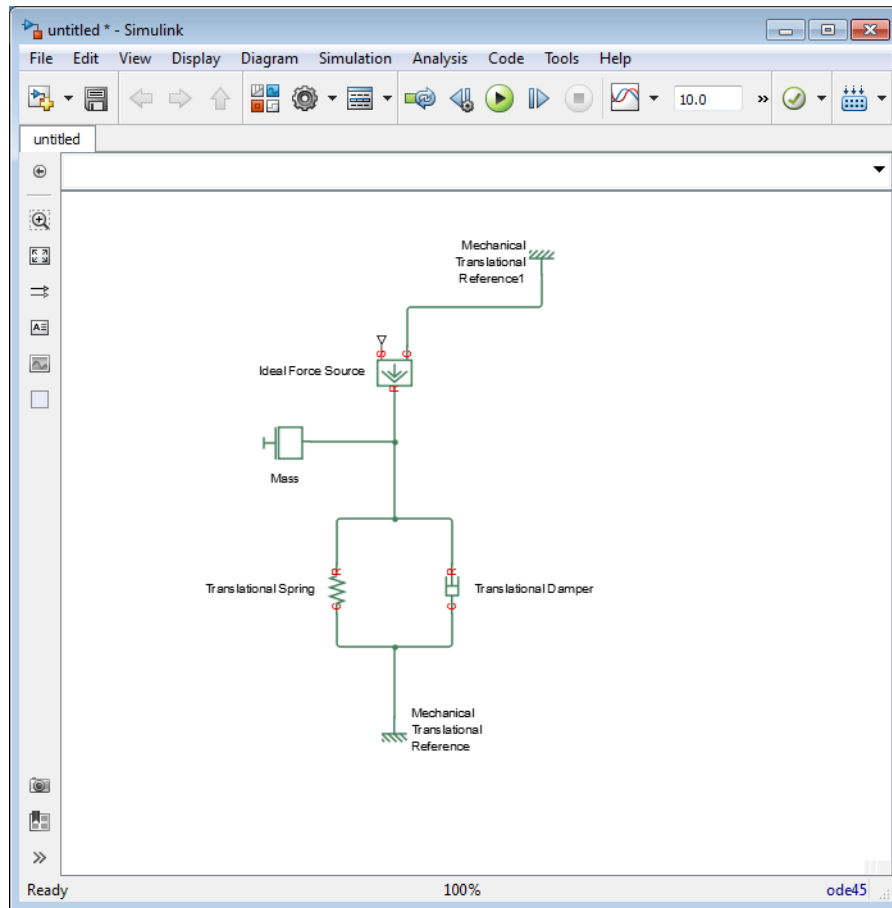 untitled * - Simulink
File Edit View Display Diagram Simulation Analysis Code Tools Help
10.0 »
untitled
Mechanical
Translational
Reference1
S C
Ideal Force Source
R
Mass
R R
Translational Spring Translational Damper
C C
Mechanical
Translational
Reference
Ready 100% ode45